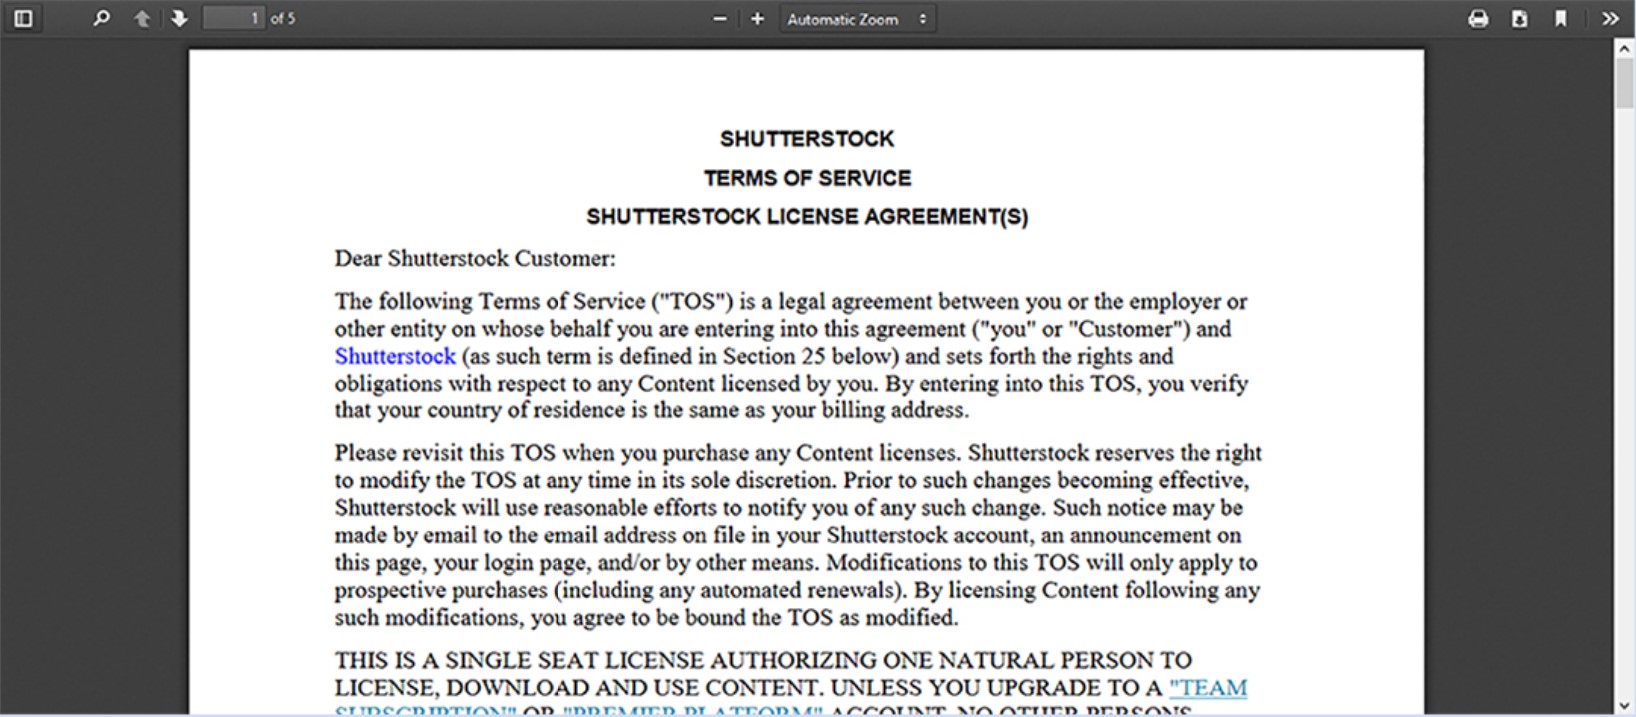 1 of 5
Automatic Zoom
SHUTTERSTOCK
TERMS OF SERVICE
SHUTTERSTOCK LICENSE AGREEMENT(S)
Dear Shutterstock Customer:
The following Terms of Service ("TOS") is a legal agreement between you or the employer or
other entity on whose behalf you are entering into this agreement ("you" or "Customer") and
Shutterstock (as such term is defined in Section 25 below) and sets forth the rights and
obligations with respect to any Content licensed by you. By entering into this TOS, you verify
that your country of residence is the same as your billing address.
Please revisit this TOS when you purchase any Content licenses. Shutterstock reserves the right
to modify the TOS at any time in its sole discretion. Prior to such changes becoming effective,
Shutterstock will use reasonable efforts to notify you of any such change. Such notice may be
made by email to the email address on file in your Shutterstock account, an announcement on
this page, your login page, and/or by other means. Modifications to this TOS will only apply to
prospective purchases (including any automated renewals). By licensing Content following any
such modifications, you agree to be bound the TOS as modified.
THIS IS A SINGLE SEAT LICENSE AUTHORIZING ONE NATURAL PERSON TO
LICENSE, DOWNLOAD AND USE CONTENT. UNLESS YOU UPGRADE TO A "TEAM
SUBSCRIPTION" OR "PREMIER PLATFORM" ACCOUNT, NO OTHER PERSONS